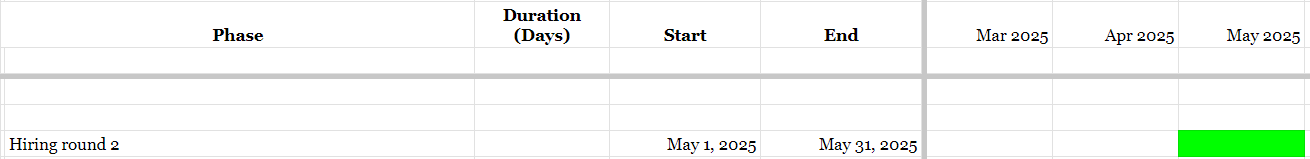 Phase Duration (Days) Start End Mar 2025 Apr 2025 May 2025
Hiring round 2 May 1, 2025 May 31, 2025